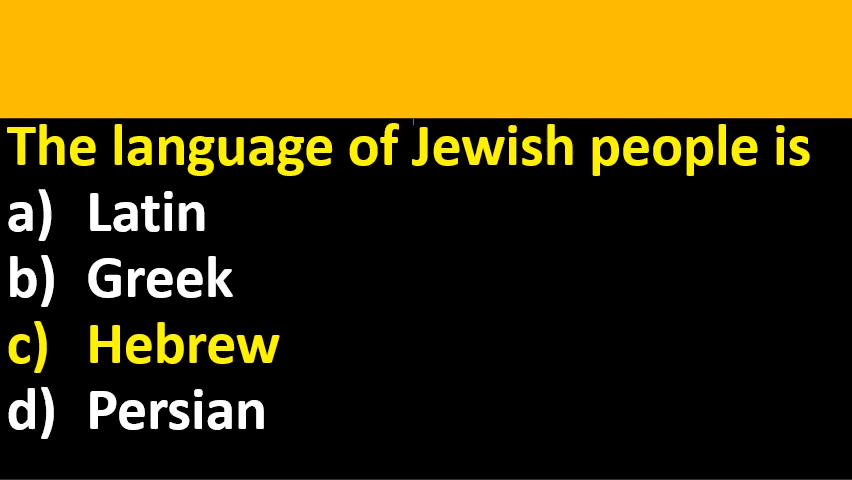 The language of Jewish people is
a) Latin
b) Greek
c) Hebrew
d) Persian